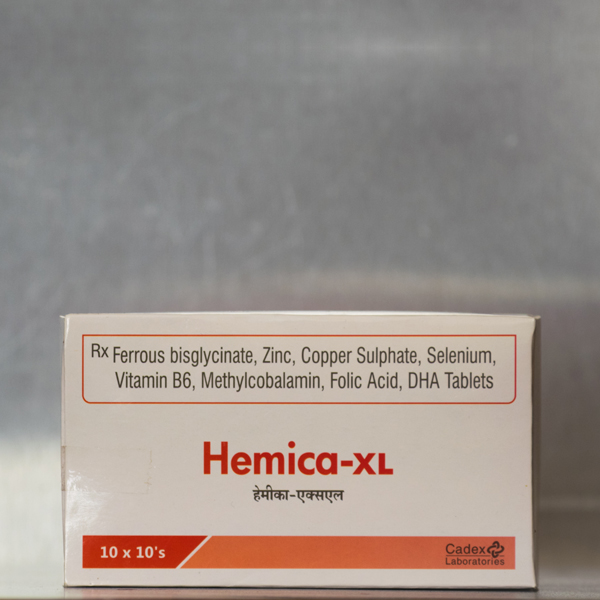 Rx Ferrous bisglycinate, Zinc, Copper Sulphate, Selenium,
Vitamin B6, Methylcobalamin, Folic Acid, DHA Tablets
Hemica-XL
हेमीका-एक्सएल
10 x 10's
Cadex
Laboratories